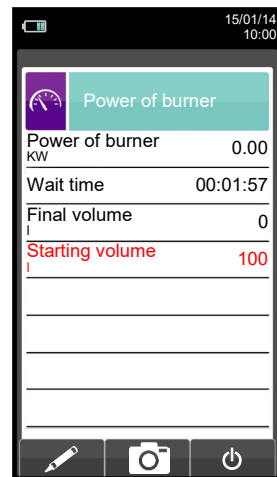 15/01/14
10:00
Power of burner
Power of burner
KW
0.00
Wait time 00:01:57
Final volume
l
0
Starting volume
l
100